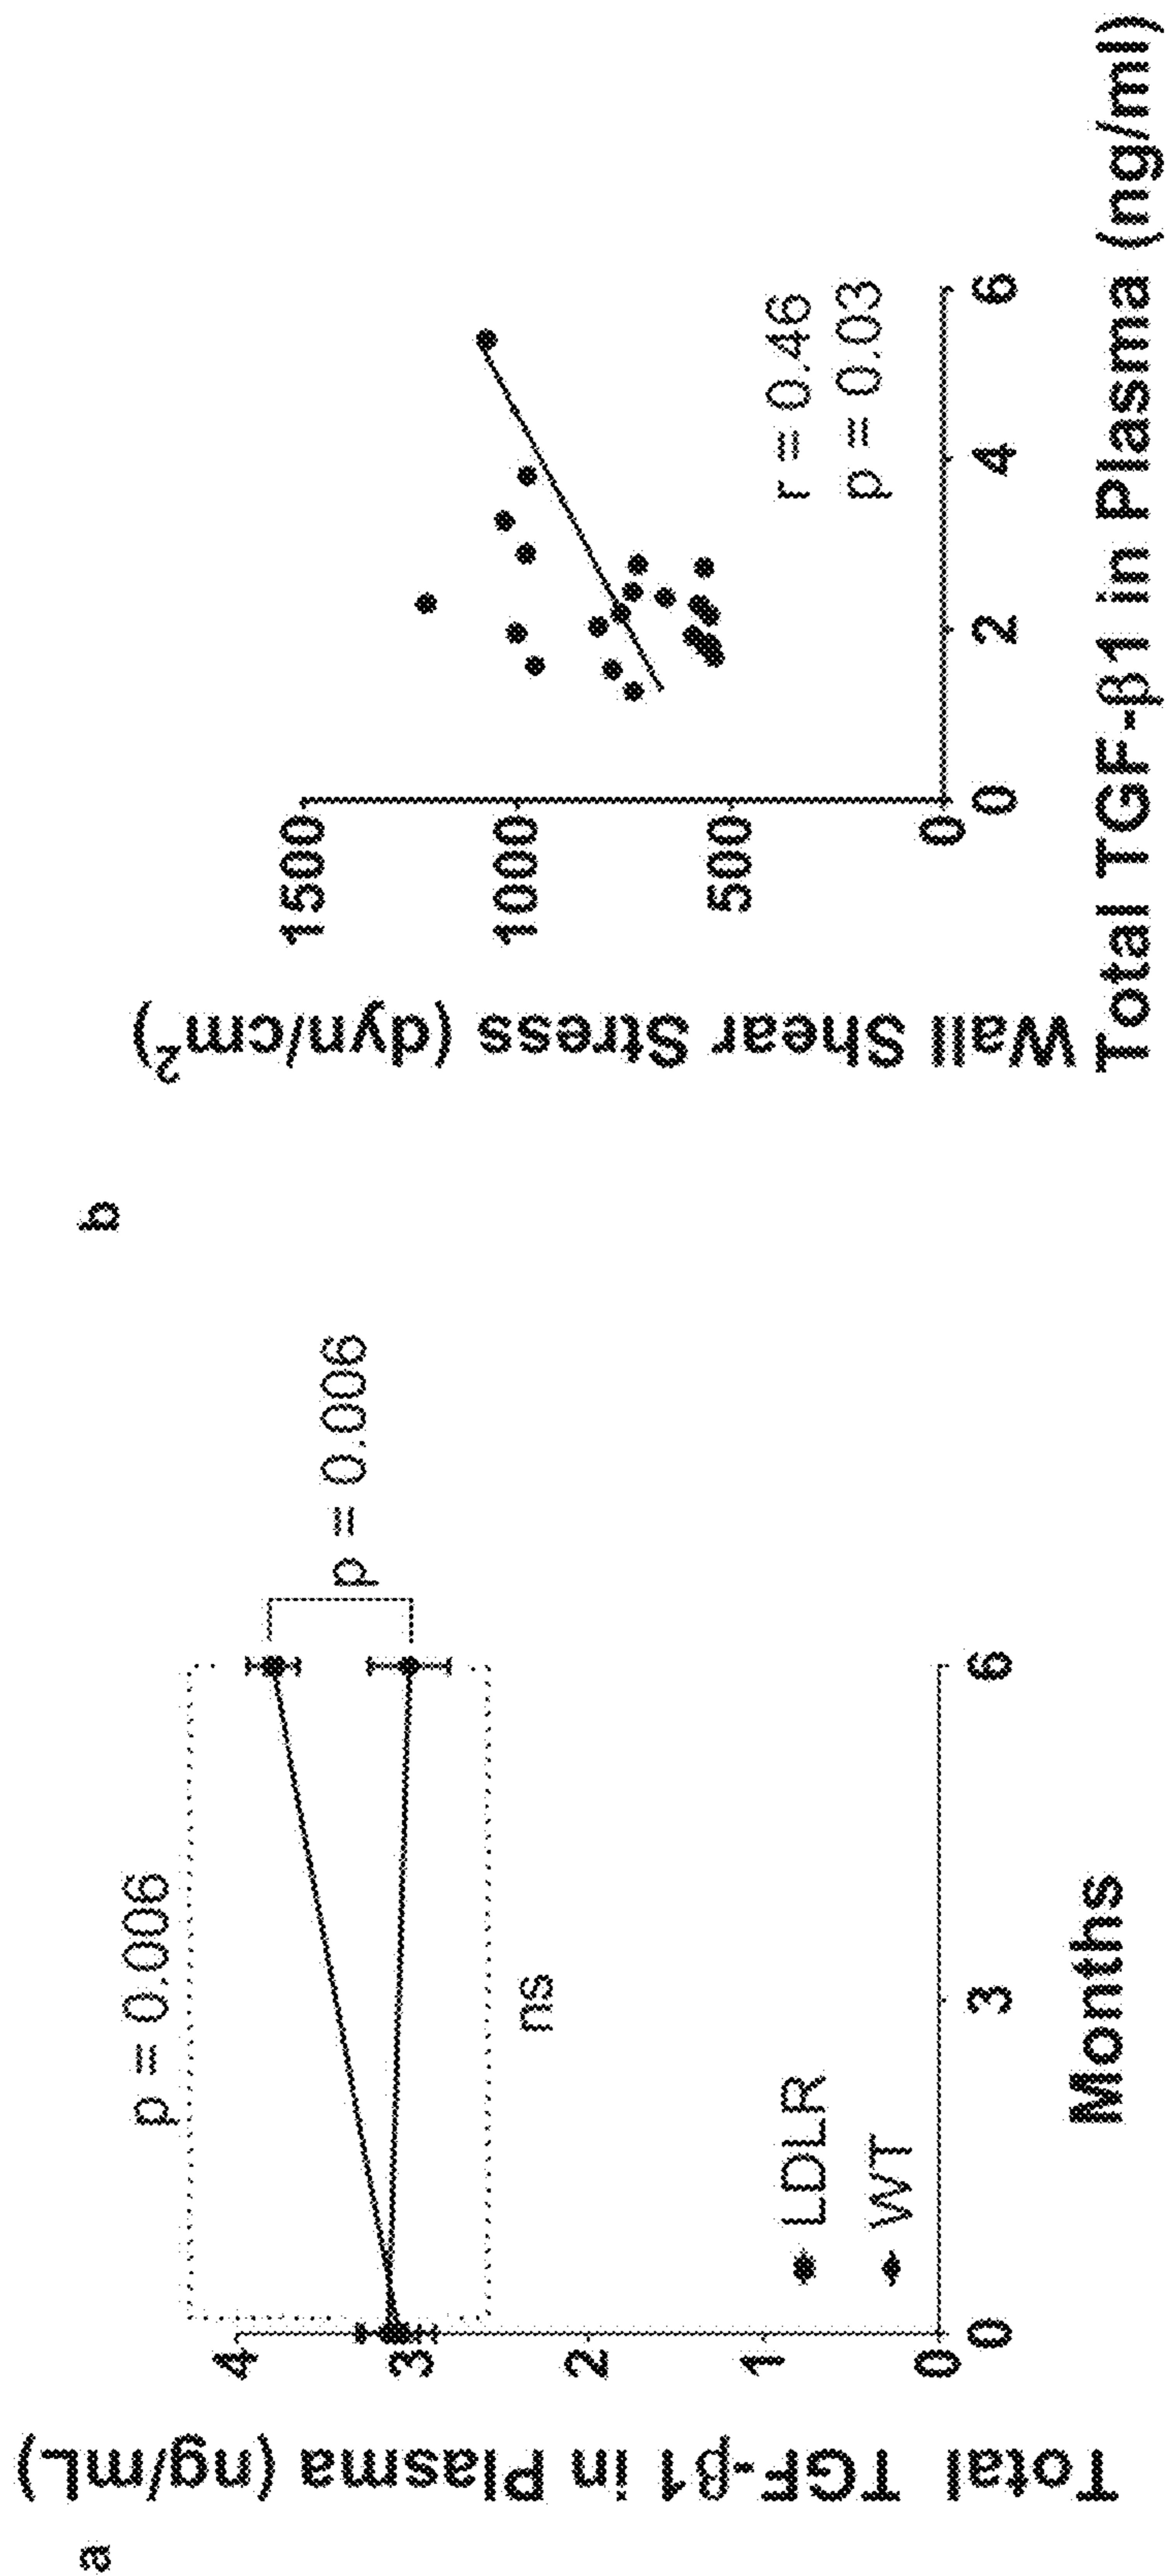 a
Total TGF-β1 in Plasma (ng/mL)
4
3
2
1
0
p = 0.006
p = 0.006
ns
LDLR
WT
0
3
6
Months
b
Wall Shear Stress (dyn/cm²)
1500
1000
500
0
r = 0.46
p = 0.03
0
2
4
6
Total TGF-β1 in Plasma (ng/ml)